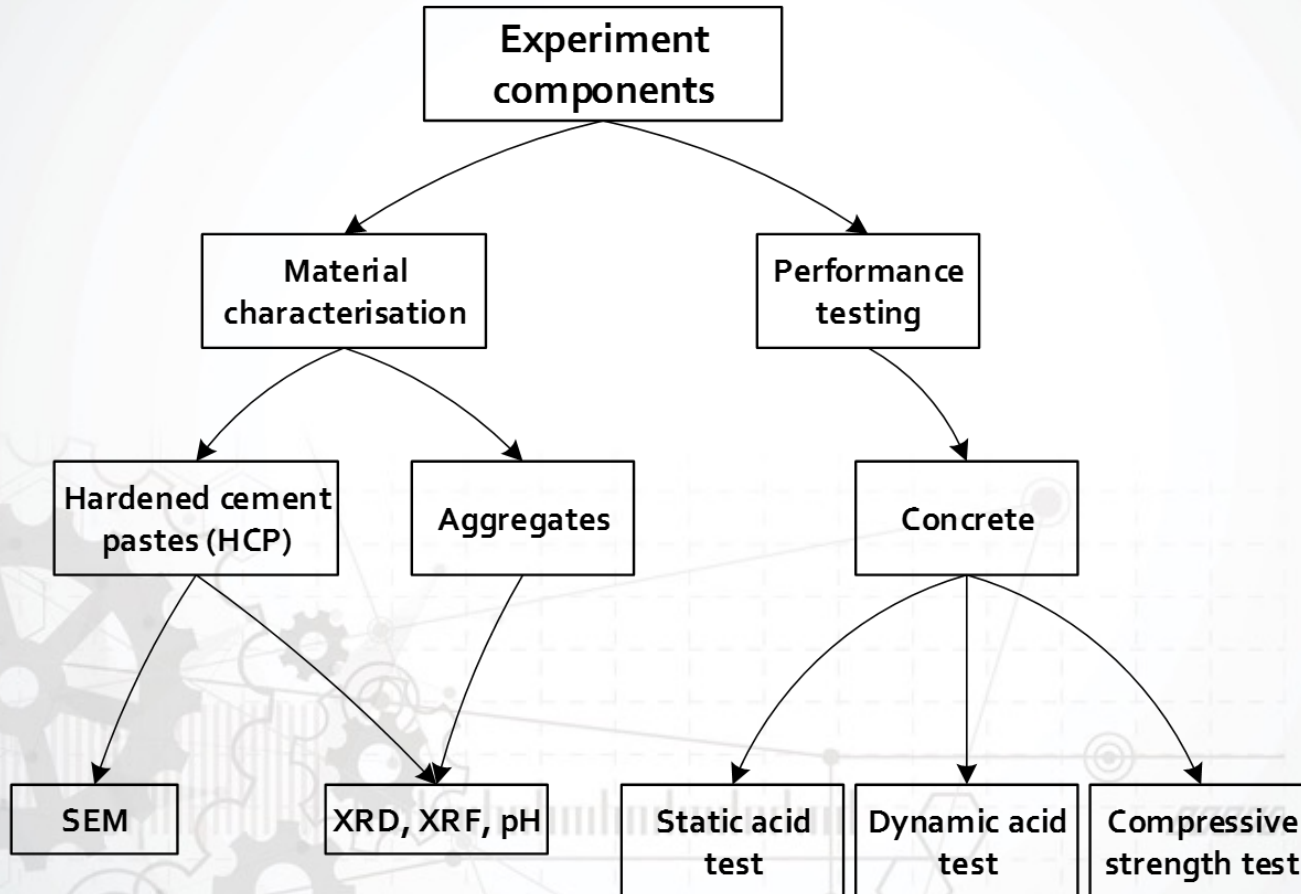 Experiment
components
Material
characterisation
Performance
testing
Hardened cement
pastes (HCP)
Aggregates
Concrete
SEM
XRD, XRF, pH
Static acid
test
Dynamic acid
test
Compressive
strength test